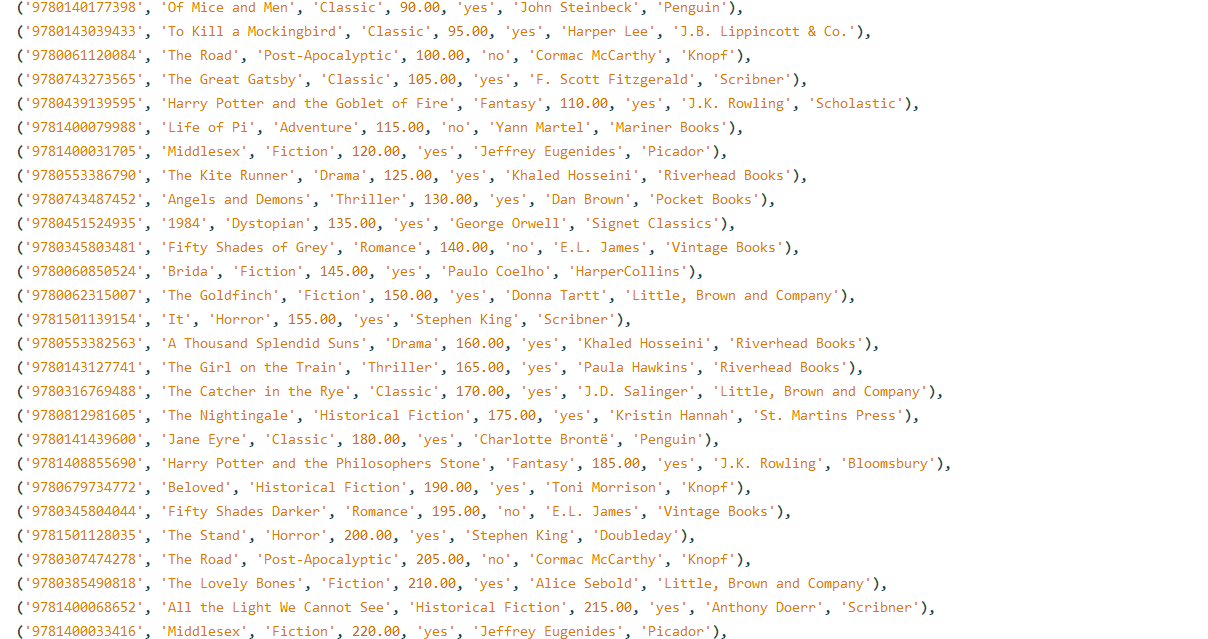 ('9780140177398', 'Of Mice and Men', 'Classic', 90.00, 'yes', 'John Steinbeck', 'Penguin'),
('9780143039433', 'To Kill a Mockingbird', 'Classic', 95.00, 'yes', 'Harper Lee', 'J.B. Lippincott & Co.'),
('9780061120084', 'The Road', 'Post-Apocalyptic', 100.00, 'no', 'Cormac McCarthy', 'Knopf'),
('9780743273565', 'The Great Gatsby', 'Classic', 105.00, 'yes', 'F. Scott Fitzgerald', 'Scribner'),
('9780439139595', 'Harry Potter and the Goblet of Fire', 'Fantasy', 110.00, 'yes', 'J.K. Rowling', 'Scholastic'),
('9781400079988', 'Life of Pi', 'Adventure', 115.00, 'no', 'Yann Martel', 'Mariner Books'),
('9781400031705', 'Middlesex', 'Fiction', 120.00, 'yes', 'Jeffrey Eugenides', 'Picador'),
('9780553386790', 'The Kite Runner', 'Drama', 125.00, 'yes', 'Khaled Hosseini', 'Riverhead Books'),
('9780743487452', 'Angels and Demons', 'Thriller', 130.00, 'yes', 'Dan Brown', 'Pocket Books'),
('9780451524935', '1984', 'Dystopian', 135.00, 'yes', 'George Orwell', 'Signet Classics'),
('9780345803481', 'Fifty Shades of Grey', 'Romance', 140.00, 'no', 'E.L. James', 'Vintage Books'),
('9780060850524', 'Brida', 'Fiction', 145.00, 'yes', 'Paulo Coelho', 'HarperCollins'),
('9780062315007', 'The Goldfinch', 'Fiction', 150.00, 'yes', 'Donna Tartt', 'Little, Brown and Company'),
('9781501139154', 'It', 'Horror', 155.00, 'yes', 'Stephen King', 'Scribner'),
('9780553382563', 'A Thousand Splendid Suns', 'Drama', 160.00, 'yes', 'Khaled Hosseini', 'Riverhead Books'),
('9780143127741', 'The Girl on the Train', 'Thriller', 165.00, 'yes', 'Paula Hawkins', 'Riverhead Books'),
('9780316769488', 'The Catcher in the Rye', 'Classic', 170.00, 'yes', 'J.D. Salinger', 'Little, Brown and Company'),
('9780812981605', 'The Nightingale', 'Historical Fiction', 175.00, 'yes', 'Kristin Hannah', 'St. Martins Press'),
('9780141439600', 'Jane Eyre', 'Classic', 180.00, 'yes', 'Charlotte Brontë', 'Penguin'),
('9781408855690', 'Harry Potter and the Philosophers Stone', 'Fantasy', 185.00, 'yes', 'J.K. Rowling', 'Bloomsbury'),
('9780679734772', 'Beloved', 'Historical Fiction', 190.00, 'yes', 'Toni Morrison', 'Knopf'),
('9780345804044', 'Fifty Shades Darker', 'Romance', 195.00, 'no', 'E.L. James', 'Vintage Books'),
('9781501128035', 'The Stand', 'Horror', 200.00, 'yes', 'Stephen King', 'Doubleday'),
('9780307474278', 'The Road', 'Post-Apocalyptic', 205.00, 'no', 'Cormac McCarthy', 'Knopf'),
('9780385490818', 'The Lovely Bones', 'Fiction', 210.00, 'yes', 'Alice Sebold', 'Little, Brown and Company'),
('9781400068652', 'All the Light We Cannot See', 'Historical Fiction', 215.00, 'yes', 'Anthony Doerr', 'Scribner'),
('9781400033416', 'Middlesex', 'Fiction', 220.00, 'yes', 'Jeffrey Eugenides', 'Picador'),